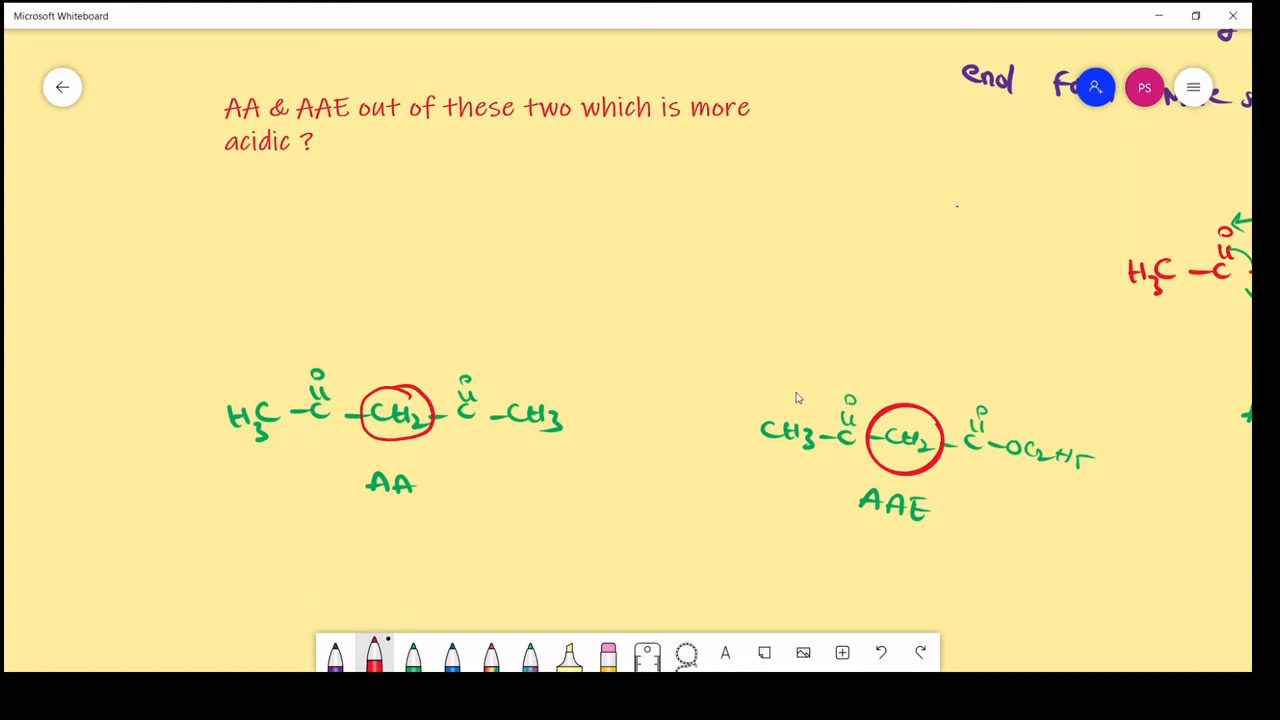 Microsoft Whiteboard
end
PS
AA & AAE out of these two which is more
acidic ?
O
H3C - C
O O
H3C - C - CH2 - C - CH3
O O
CH3 - C - CH2 - C - OC2H5
AA
AAE
A